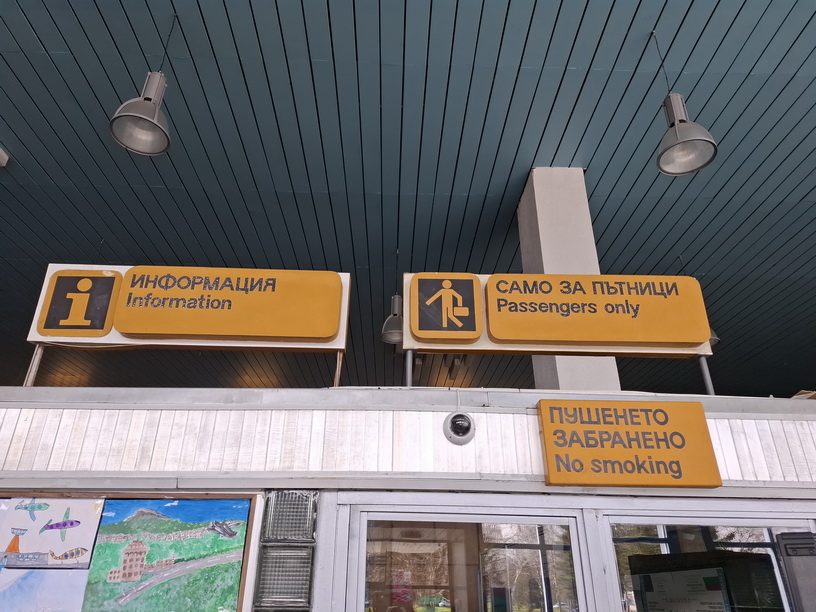 ИНФОРМАЦИЯ
Information
САМО ЗА ПЪТНИЦИ
Passengers only
ПУШЕНЕТО
ЗАБРАНЕНО
No smoking